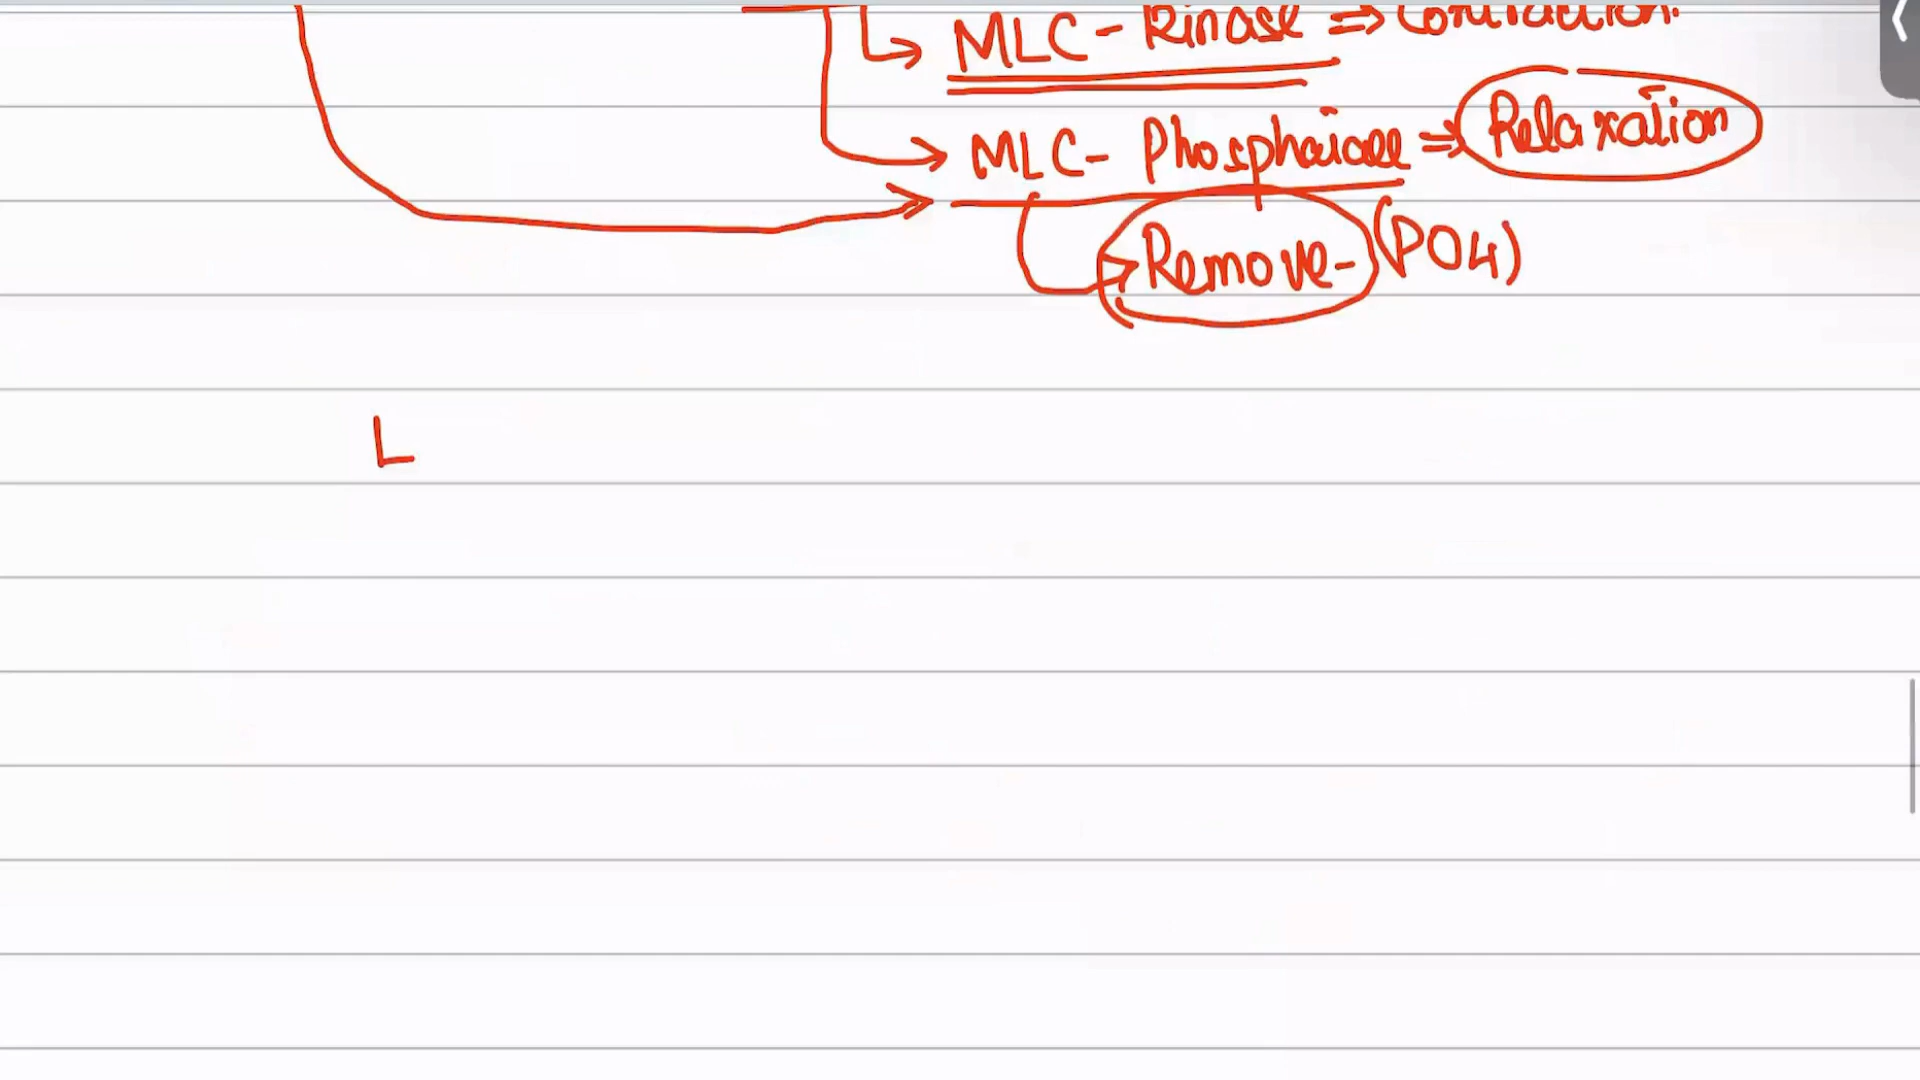 MLC - Kinase => Contraction.
MLC - Phosphatase => Relaxation
Remove - (PO4)
L